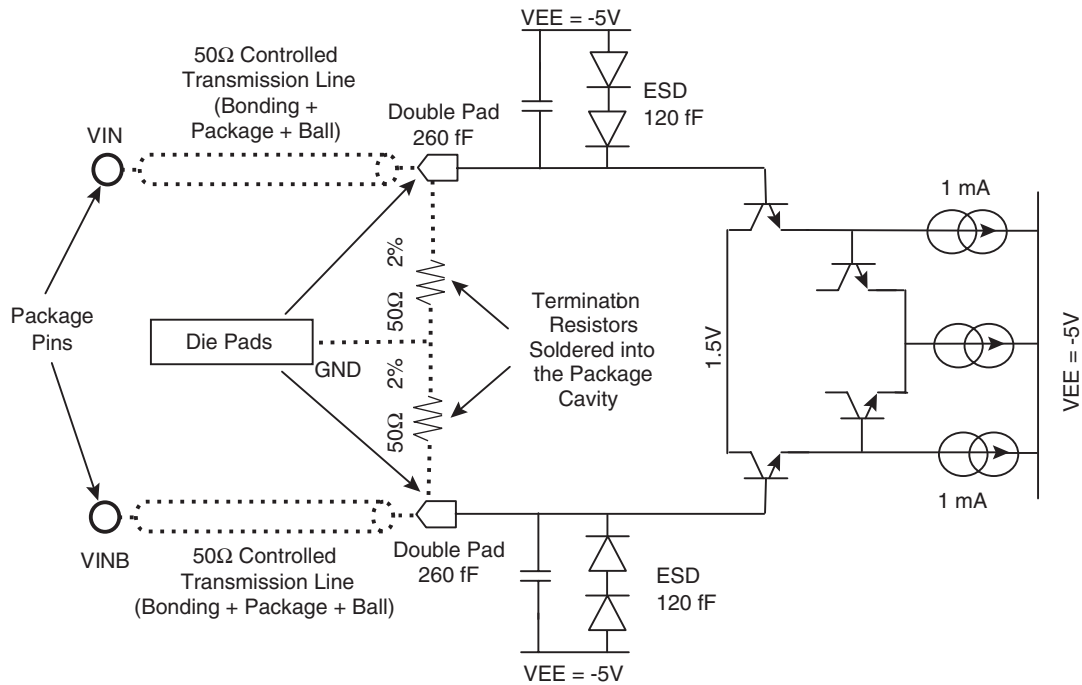 VEE = -5V
50Ω Controlled
Transmission Line
(Bonding +
Package + Ball)
Double Pad
260 fF
ESD
120 fF
VIN
1 mA
50Ω 2%
Package
Pins
Die Pads
GND
Termination
Resistors
Soldered into
the Package
Cavity
1.5V
VEE = -5V
50Ω 2%
1 mA
VINB
50Ω Controlled
Transmission Line
(Bonding + Package + Ball)
Double Pad
260 fF
ESD
120 fF
VEE = -5V